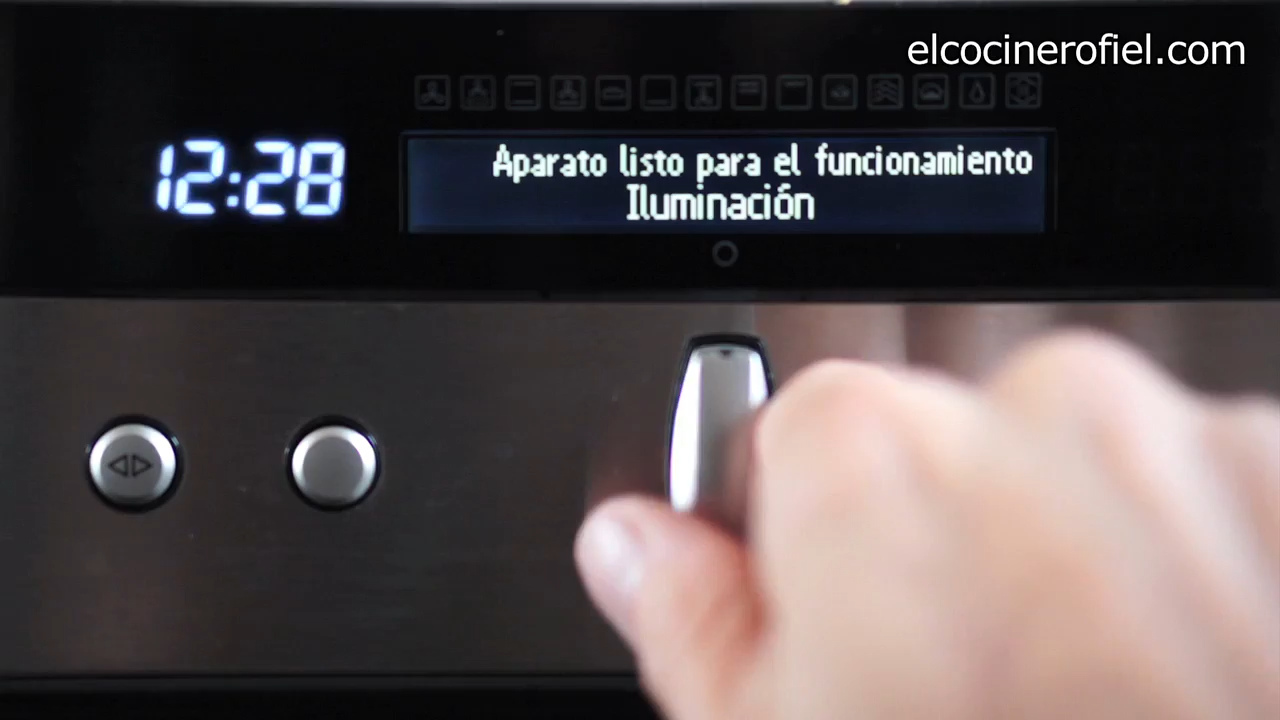 elcocinerofiel.com
12:28
Aparato listo para el funcionamiento
Iluminación